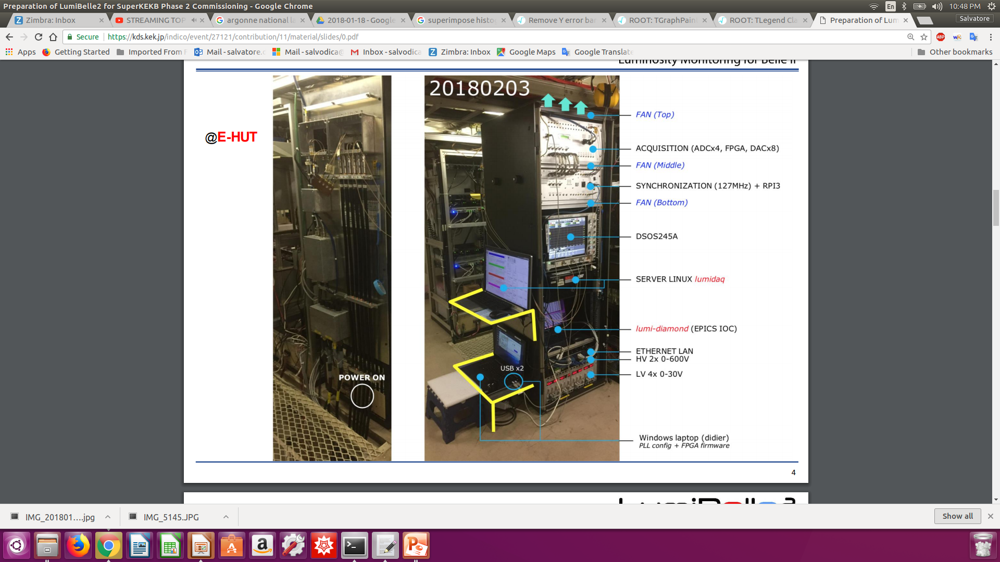 Preparation of LumiBelle2 for SuperKEKB Phase 2 Commissioning - Google Chrome
En
10:48 PM
Zimbra: Inbox
STREAMING TOP
argonne national la
2018-01-18 - Google
superimpose histo
Remove Y error bar
ROOT: TGraphPaint
ROOT: TLegend Cla
Preparation of Lum
Salvatore
Secure
https://kds.kek.jp/indico/event/27121/contribution/11/material/slides/0.pdf
ABP
Apps
Getting Started
Imported From F
Mail - salvatore.
Mail - salvodica@
Inbox - salvodica
Zimbra: Inbox
Google Maps
Google Translate
Other bookmarks
Luminosity Monitoring for Belle II
20180203
@E-HUT
FAN (Top)
ACQUISITION (ADCx4, FPGA, DACx8)
FAN (Middle)
SYNCHRONIZATION (127MHz) + RPI3
FAN (Bottom)
DSOS245A
SERVER LINUX lumidaq
lumi-diamond (EPICS IOC)
ETHERNET LAN
HV 2x 0-600V
LV 4x 0-30V
USB x2
POWER ON
Windows laptop (didier)
PLL config + FPGA firmware
4
LumiBelle2
IMG_201801....jpg
IMG_5145.JPG
Show all